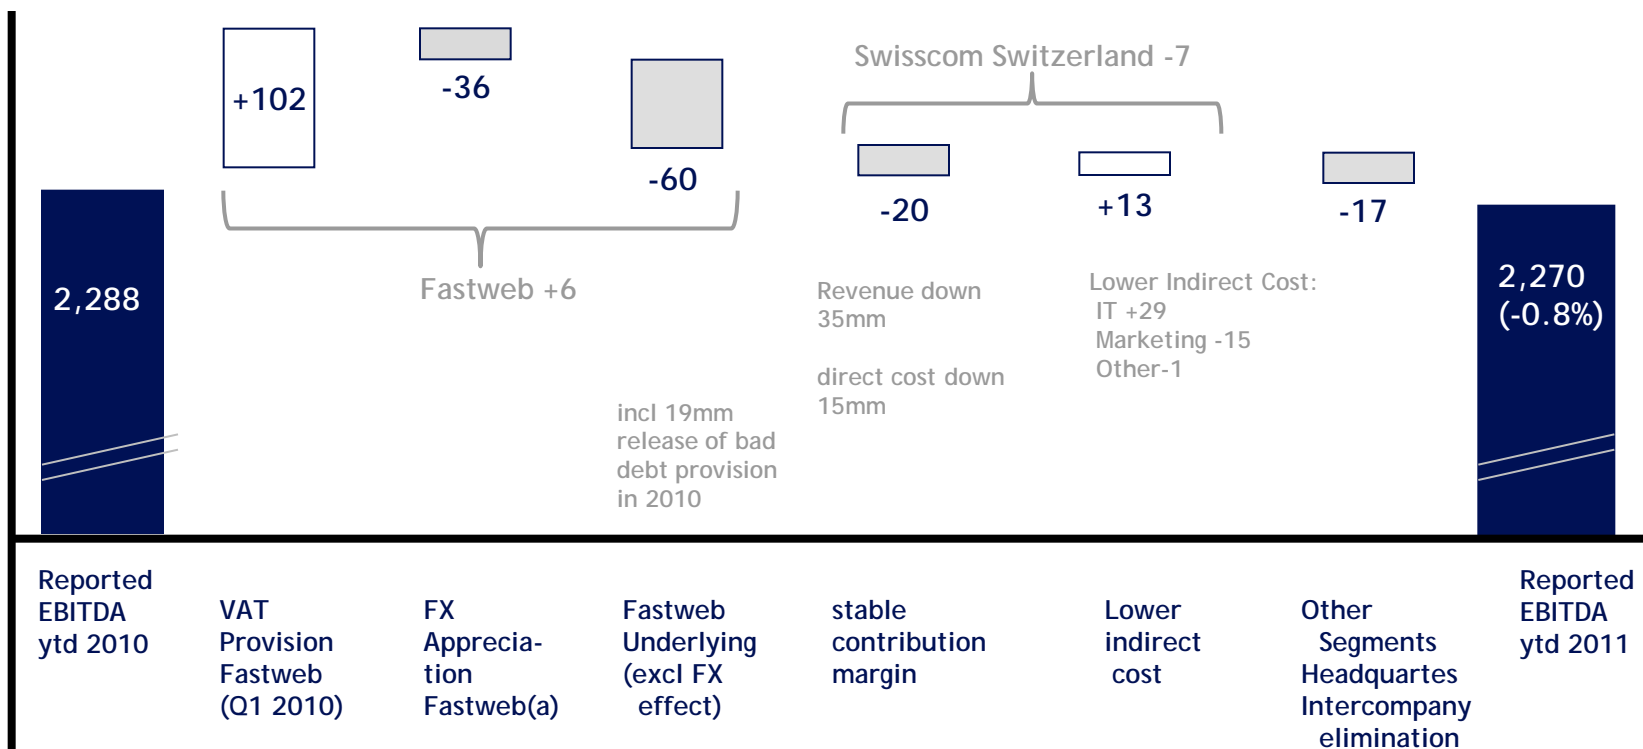 +102
-36
-60
Swisscom Switzerland -7
-20
+13
-17
2,288
Fastweb +6
incl 19mm
release of bad
debt provision
in 2010
Revenue down
35mm
direct cost down
15mm
Lower Indirect Cost:
IT +29
Marketing -15
Other-1
2,270
(-0.8%)
Reported
EBITDA
ytd 2010
VAT
Provision
Fastweb
(Q1 2010)
FX
Apprecia-
tion
Fastweb(a)
Fastweb
Underlying
(excl FX
effect)
stable
contribution
margin
Lower
indirect
cost
Other
Segments
Headquartes
Intercompany
elimination
Reported
EBITDA
ytd 2011